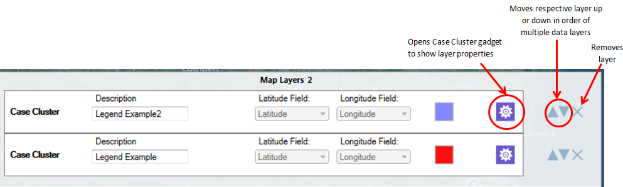 Moves respective layer up
or down in order of
multiple data layers
Opens Case Cluster gadget
to show layer properties
Removes
layer
Map Layers 2
Description
Latitude Field:
Longitude Field:
Case Cluster
Legend Example2
Latitude
Longitude
Description
Latitude Field:
Longitude Field:
Case Cluster
Legend Example
Latitude
Longitude